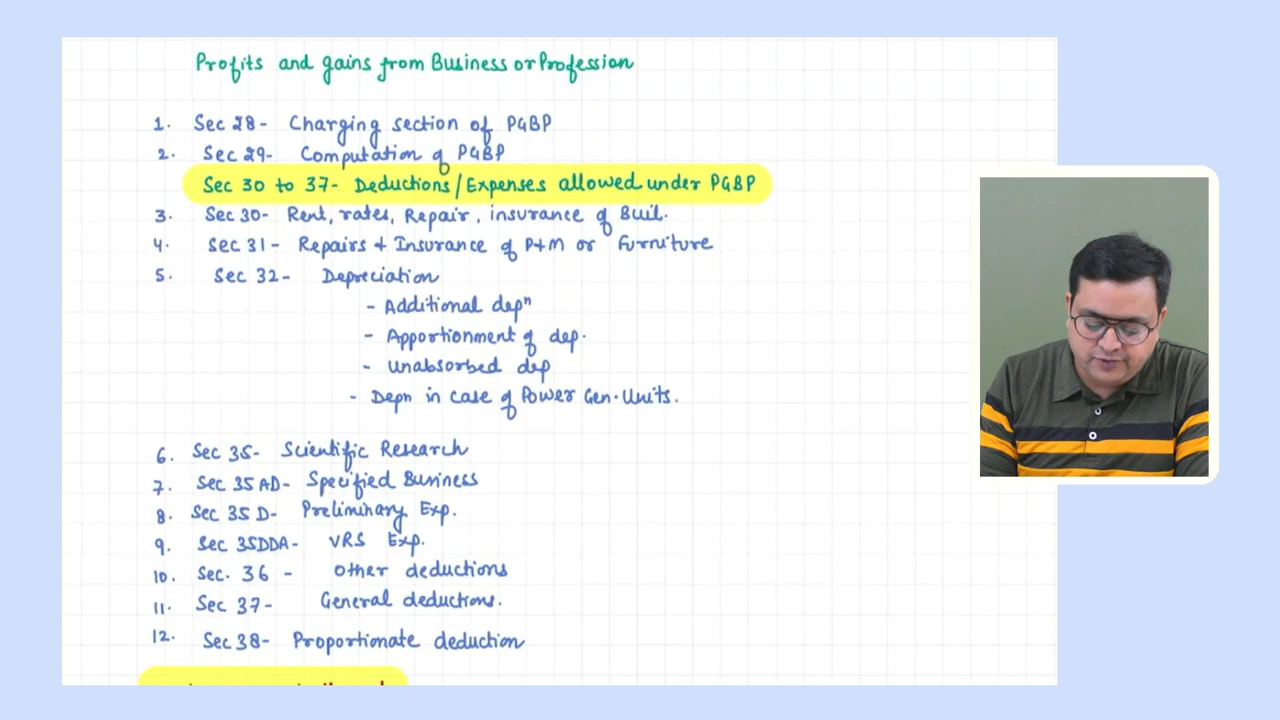 Profits and gains from Business or Profession
1. Sec 28- Charging section of PGBP
2. Sec 29- Computation of PGBP
Sec 30 to 37- Deductions/Expenses allowed under PGBP
3. Sec 30- Rent, rates, Repair, insurance of Buil.
4. Sec 31- Repairs + Insurance of P+M or Furniture
5. Sec 32- Depreciation
- Additional depⁿ
- Apportionment of dep.
- Unabsorbed dep
- Depn in case of Power Gen. Units.
6. Sec 35- Scientific Research
7. Sec 35 AD- Specified Business
8. Sec 35 D- Preliminary Exp.
9. Sec 35DDA- VRS Exp.
10. Sec. 36 - Other deductions
11. Sec 37- General deductions.
12. Sec 38- Proportionate deduction